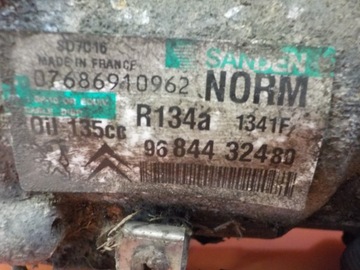 SD7C16
MADE IN FRANCE
SANDEN
07686910962
NORM
Oil 135cc
R134a
1341F
96 844 32480